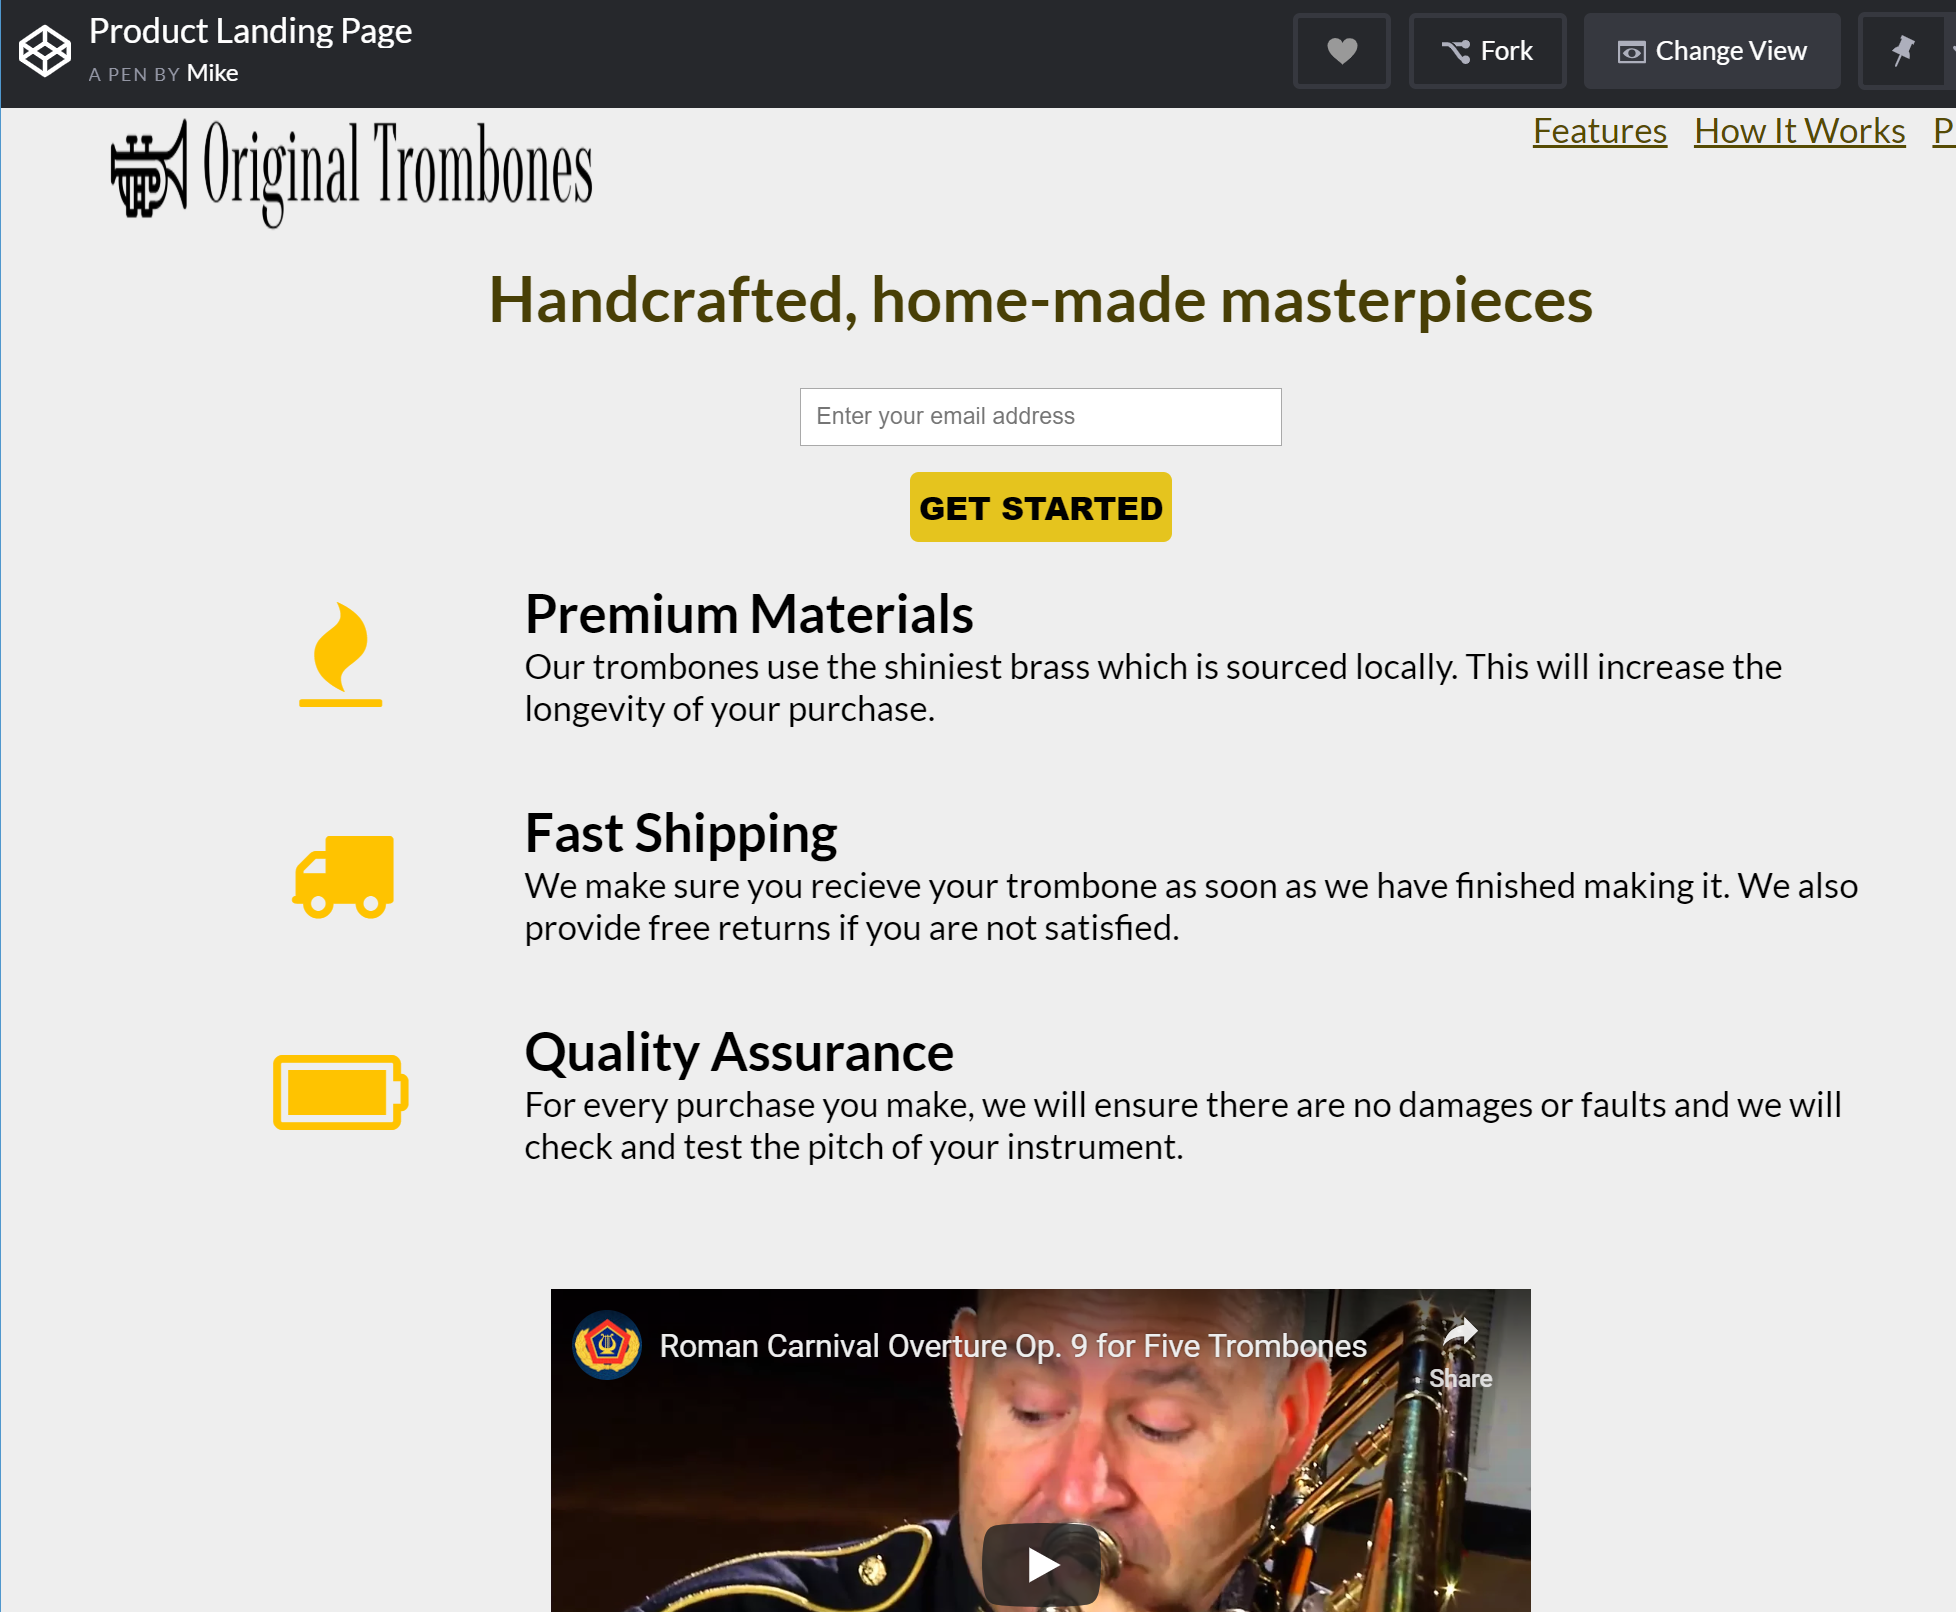 Product Landing Page
A PEN BY Mike
Fork
Change View
Original Trombones
Features How It Works P
Handcrafted, home-made masterpieces
Enter your email address
GET STARTED
Premium Materials
Our trombones use the shiniest brass which is sourced locally. This will increase the
longevity of your purchase.
Fast Shipping
We make sure you recieve your trombone as soon as we have finished making it. We also
provide free returns if you are not satisfied.
Quality Assurance
For every purchase you make, we will ensure there are no damages or faults and we will
check and test the pitch of your instrument.
Roman Carnival Overture Op. 9 for Five Trombones
Share